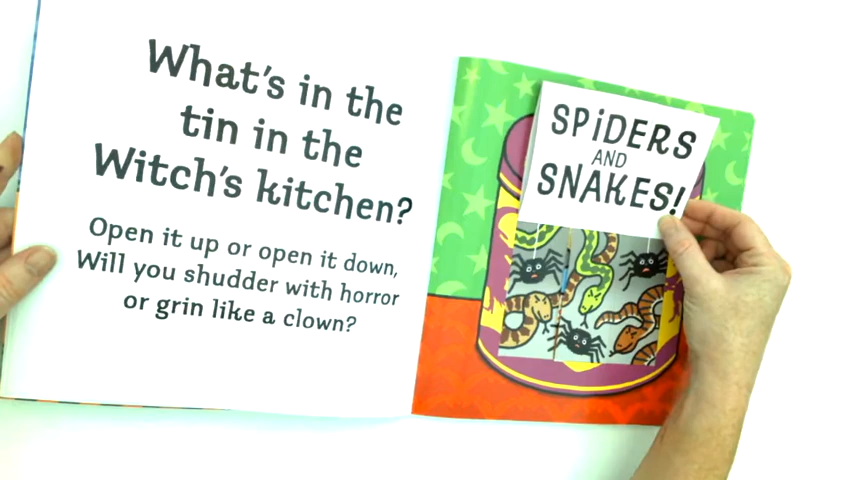 What's in the
tin in the
Witch's kitchen?
Open it up or open it down,
Will you shudder with horror
or grin like a clown?
SPiDERS
AND
SNAKES!